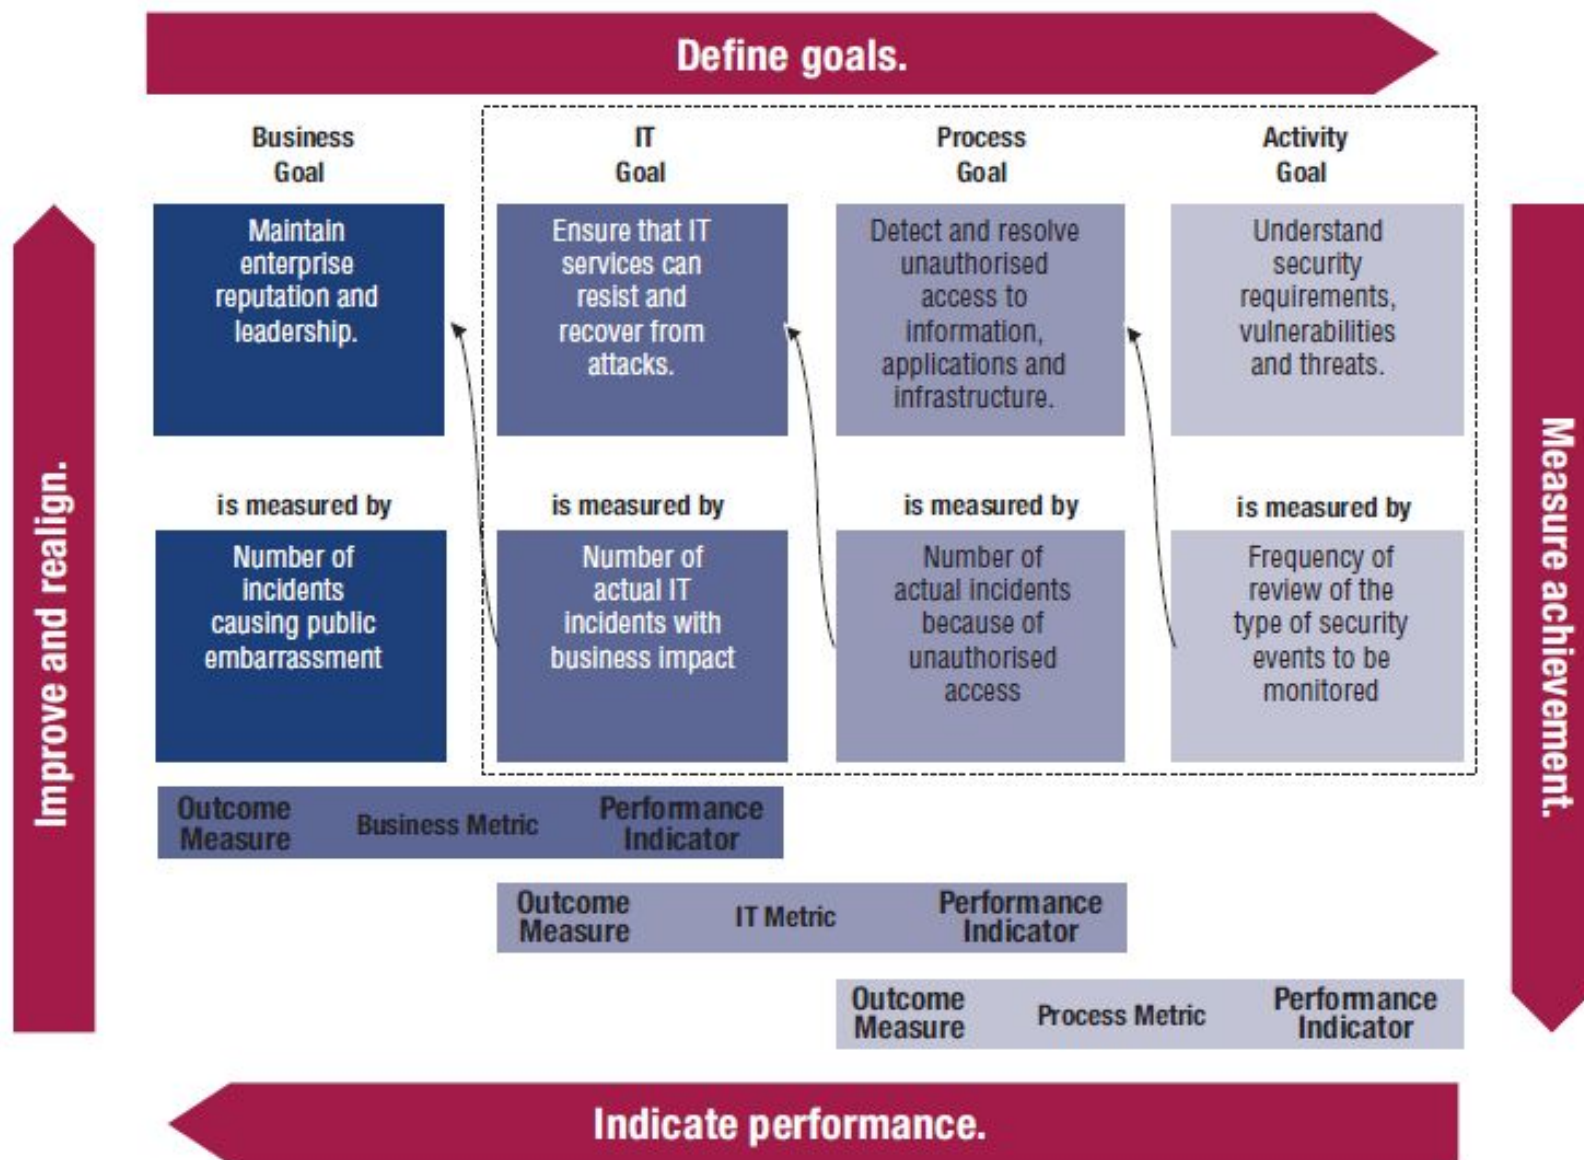 Define goals.
Business
Goal
IT
Goal
Process
Goal
Activity
Goal
Maintain
enterprise
reputation and
leadership.
Ensure that IT
services can
resist and
recover from
attacks.
Detect and resolve
unauthorised
access to
information,
applications and
infrastructure.
Understand
security
requirements,
vulnerabilities
and threats.
is measured by
is measured by
is measured by
is measured by
Number of
incidents
causing public
embarrassment
Number of
actual IT
incidents with
business impact
Number of
actual incidents
because of
unauthorised
access
Frequency of
review of the
type of security
events to be
monitored
Improve and realign.
Measure achievement.
Outcome
Measure
Business Metric
Performance
Indicator
Outcome
Measure
IT Metric
Performance
Indicator
Outcome
Measure
Process Metric
Performance
Indicator
Indicate performance.